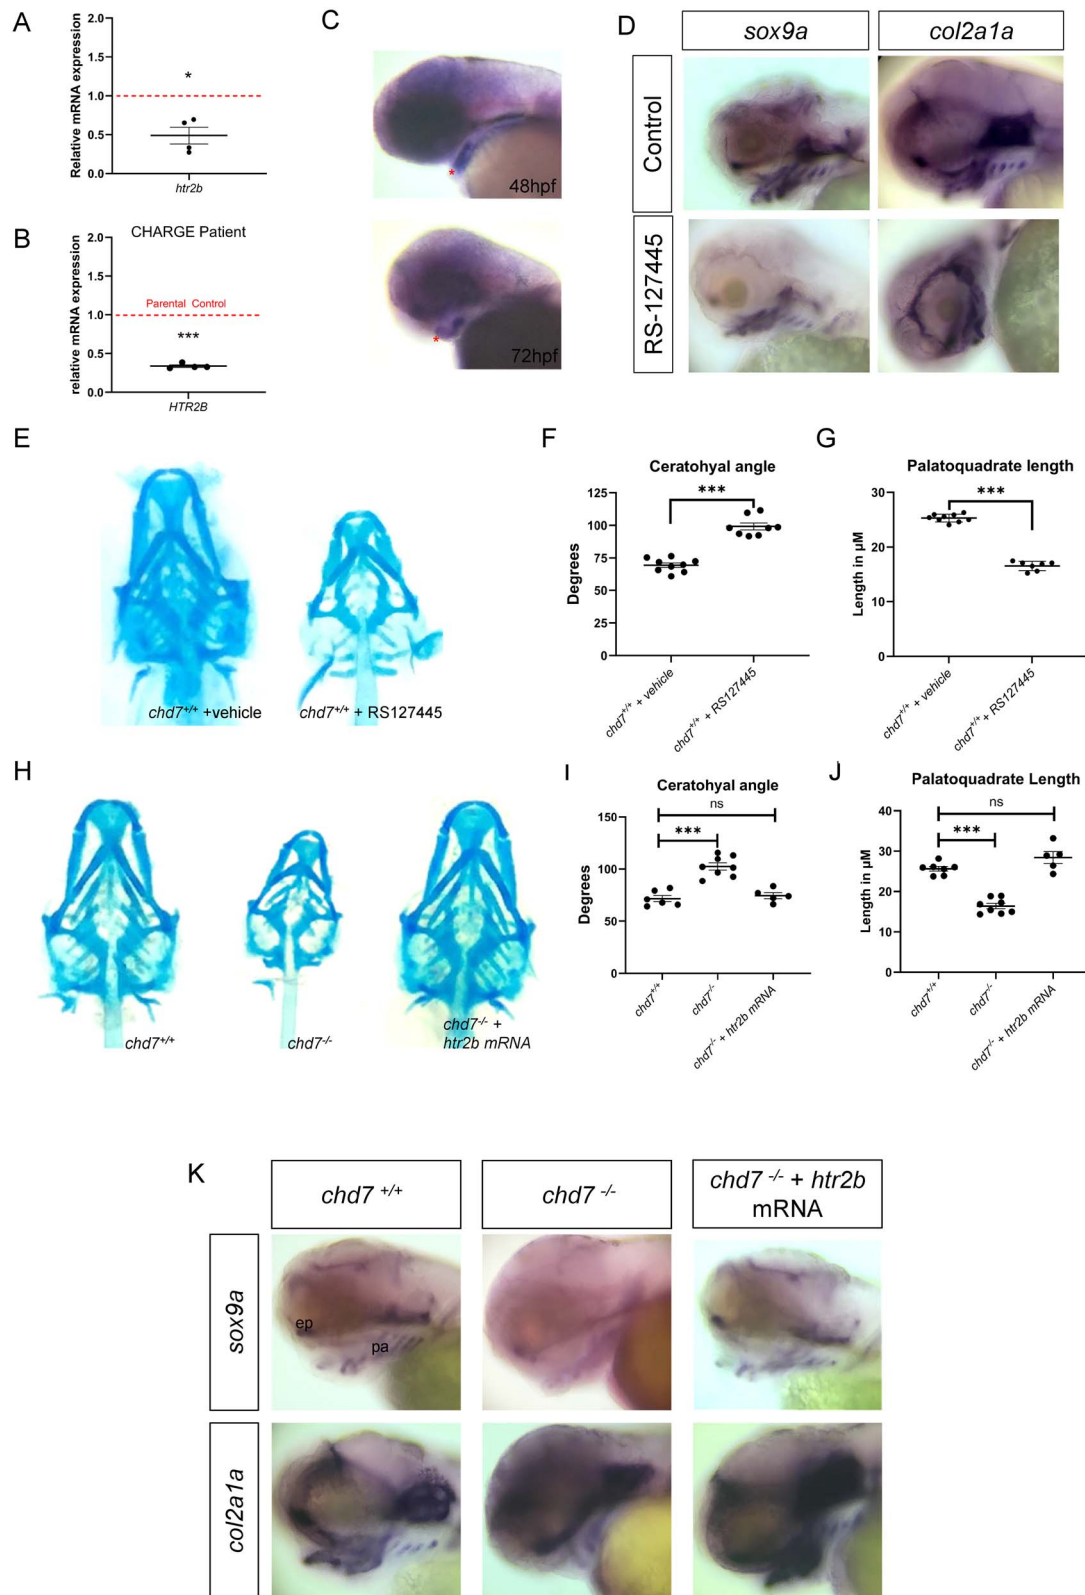 A
2.0
1.5
1.0
0.5
0.0
Relative mRNA expression
*
htr2b
B
CHARGE Patient
2.0
1.5
1.0
0.5
0.0
relative mRNA expression
Parental Control
***
HTR2B
C
*
48hpf
*
72hpf
D
sox9a
col2a1a
Control
RS-127445
E
chd7+/+ +vehicle
chd7+/+ + RS127445
F
Ceratohyal angle
***
125
100
75
50
25
0
Degrees
chd7+/+ + vehicle
chd7+/+ + RS127445
G
Palatoquadrate length
***
30
20
10
0
Length in µM
chd7+/+ + vehicle
chd7+/+ + RS127445
H
chd7+/+
chd7-/-
chd7-/- +
htr2b mRNA
I
Ceratohyal angle
ns
***
150
100
50
0
Degrees
chd7+/+
chd7-/-
chd7-/- + htr2b mRNA
J
Palatoquadrate Length
ns
***
40
30
20
10
0
Length in µM
chd7+/+
chd7-/-
chd7-/- + htr2b mRNA
K
chd7 +/+
chd7 -/-
chd7 -/- + htr2b
mRNA
sox9a
ep
pa
col2a1a